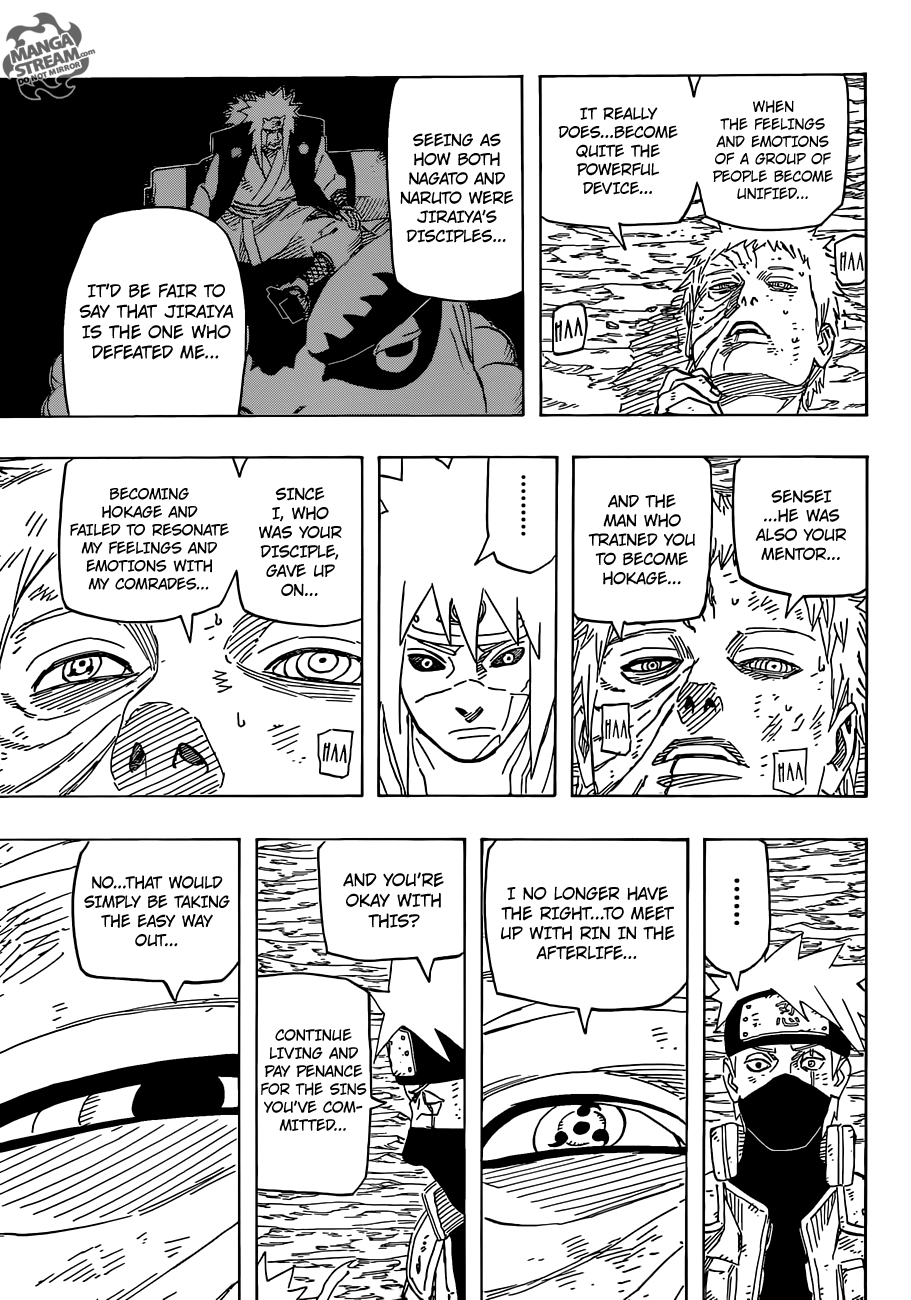 MANGA
STREAM.com
DO NOT MIRROR
WHEN
THE FEELINGS
AND EMOTIONS
OF A GROUP OF
PEOPLE BECOME
UNIFIED...
IT REALLY
DOES...BECOME
QUITE THE
POWERFUL
DEVICE...
HAA
HAA
SEEING AS
HOW BOTH
NAGATO AND
NARUTO WERE
JIRAIYA'S
DISCIPLES...
IT'D BE FAIR TO
SAY THAT JIRAIYA
IS THE ONE WHO
DEFEATED ME...
SENSEI
...HE WAS
ALSO YOUR
MENTOR...
AND THE
MAN WHO
TRAINED YOU
TO BECOME
HOKAGE...
HAA
HAA
........
SINCE
I, WHO
WAS YOUR
DISCIPLE,
GAVE UP
ON...
BECOMING
HOKAGE AND
FAILED TO RESONATE
MY FEELINGS AND
EMOTIONS WITH
MY COMRADES...
HAA
......
I NO LONGER HAVE
THE RIGHT...TO MEET
UP WITH RIN IN THE
AFTERLIFE...
AND YOU'RE
OKAY WITH
THIS?
CONTINUE
LIVING AND
PAY PENANCE
FOR THE SINS
YOU'VE COM-
MITTED...
NO...THAT WOULD
SIMPLY BE TAKING
THE EASY WAY
OUT...